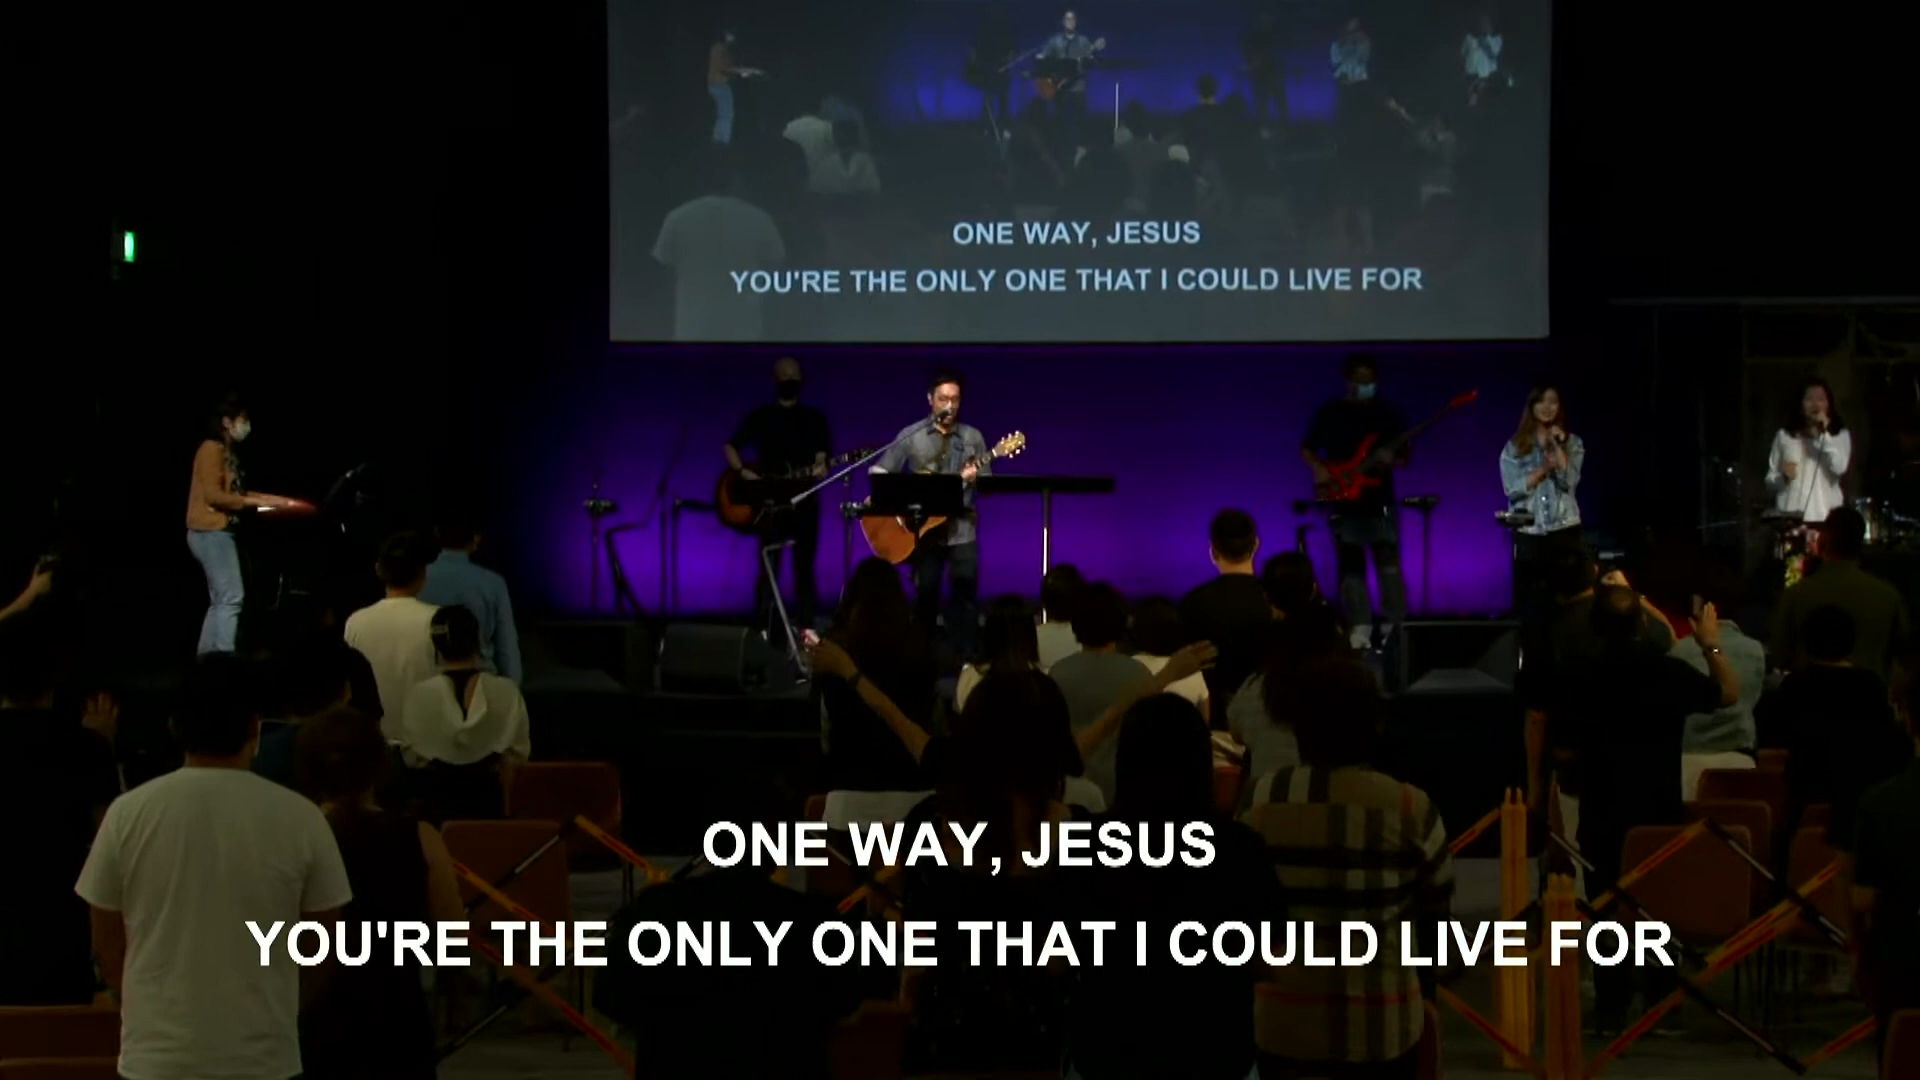 ONE WAY, JESUS
YOU'RE THE ONLY ONE THAT I COULD LIVE FOR
ONE WAY, JESUS
YOU'RE THE ONLY ONE THAT I COULD LIVE FOR